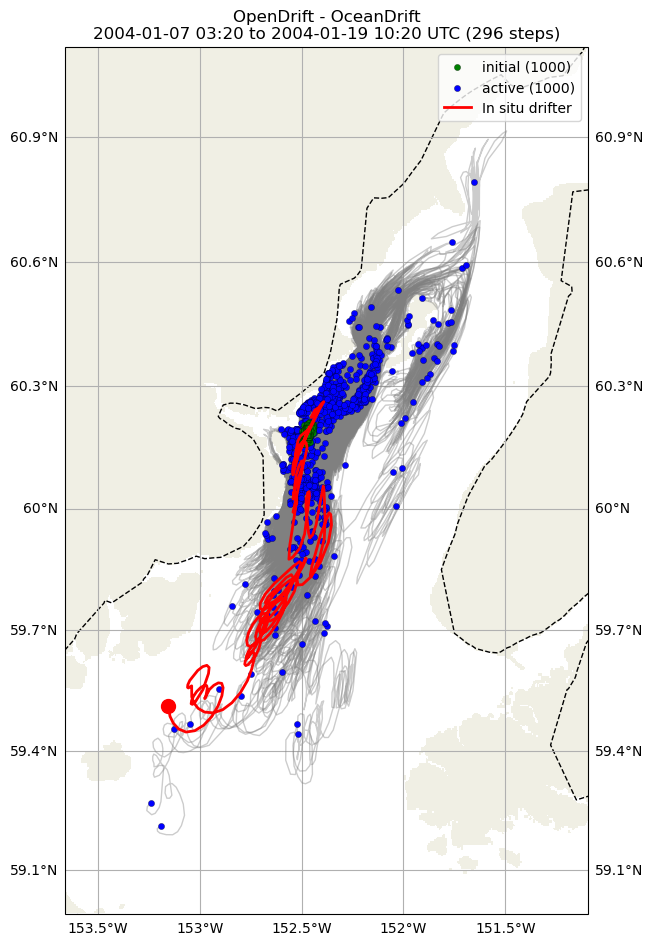 OpenDrift - OceanDrift
2004-01-07 03:20 to 2004-01-19 10:20 UTC (296 steps)
initial (1000)
active (1000)
In situ drifter
60.9°N 60.9°N
60.6°N 60.6°N
60.3°N 60.3°N
60°N 60°N
59.7°N 59.7°N
59.4°N 59.4°N
59.1°N 59.1°N
153.5°W 153°W 152.5°W 152°W 151.5°W